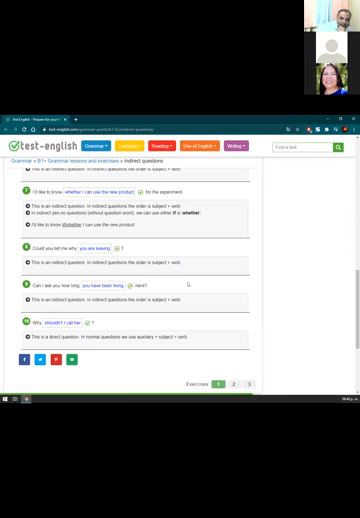 Test English - Prepare for your E
test-english.com/grammar-points/b1-b2/indirect-questions/
test-english
Grammar
Listening
Reading
Use of English
Writing
Find a test
Grammar » B1+ Grammar lessons and exercises » Indirect questions
This is an indirect question. In indirect questions the order is subject + verb.
7 I'd like to know whether I can use the new product for the experiment
This is an indirect question. In indirect questions the order is subject + verb.
In indirect yes-no questions (without question word), we can use either if or whether:
I'd like to know if/whether I can use the new product
8 Could you tell me why you are leaving ?
This is an indirect question. In indirect questions the order is subject + verb.
9 Can I ask you how long you have been living here?
This is an indirect question. In indirect questions the order is subject + verb.
10 Why shouldn't I call her ?
This is a direct question. In normal questions we use auxiliary + subject + verb.
Exercises 1 2 3